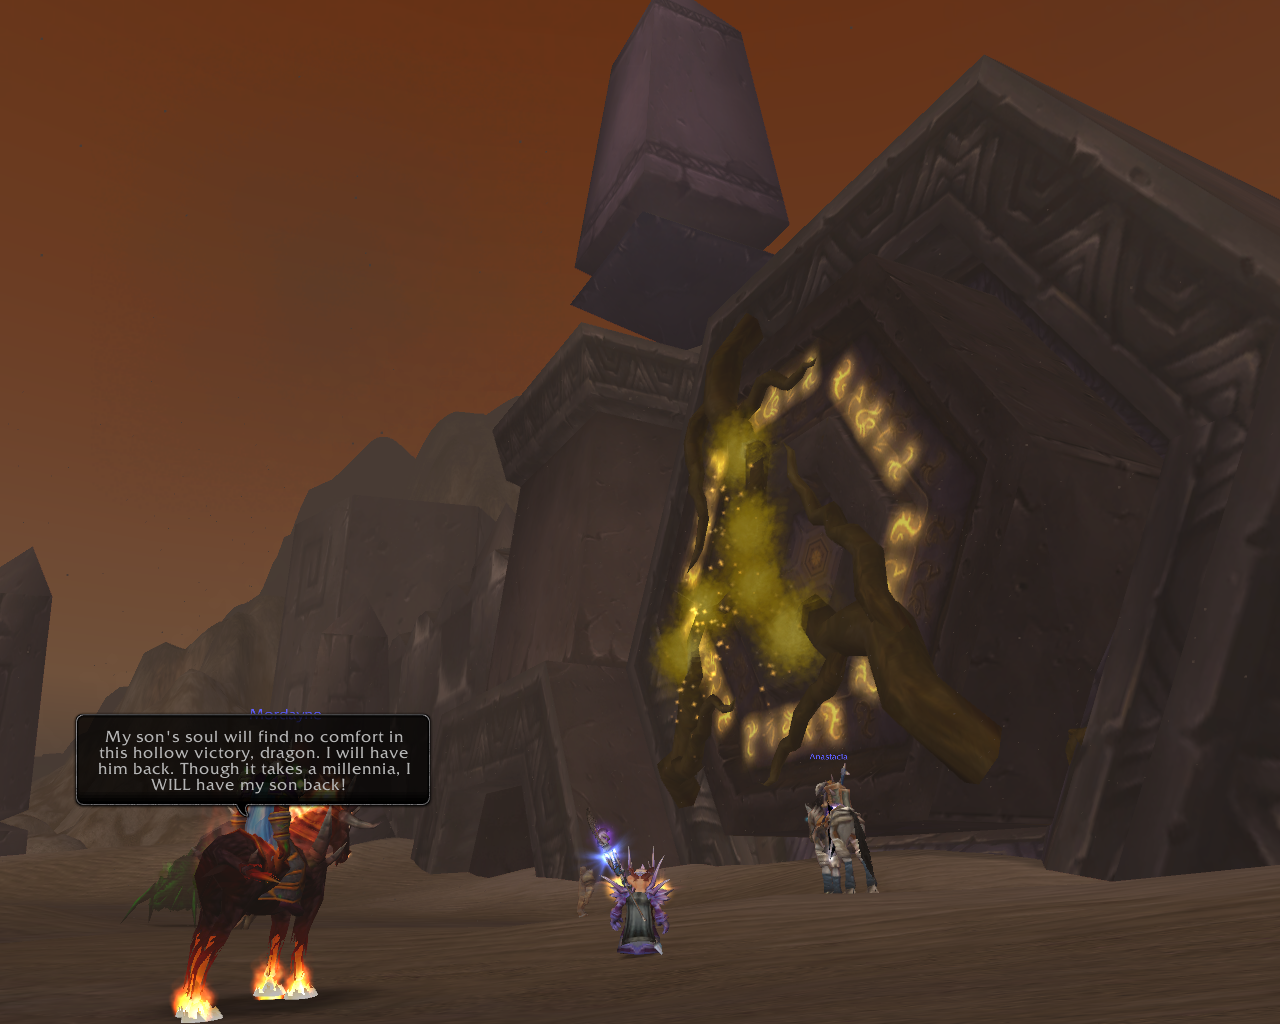 Mordayne
My son's soul will find no comfort in
this hollow victory, dragon. I will have
him back. Though it takes a millennia, I
WILL have my son back!
Anastacia